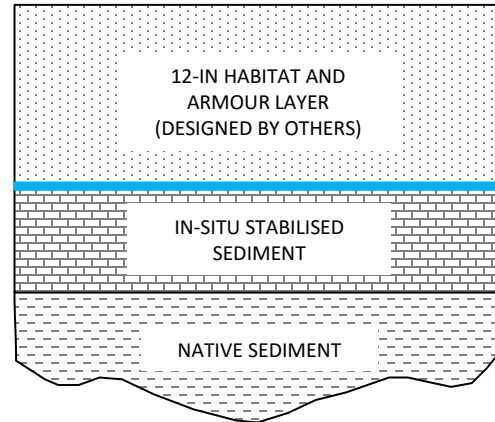 12-IN HABITAT AND
ARMOUR LAYER
(DESIGNED BY OTHERS)
IN-SITU STABILISED
SEDIMENT
NATIVE SEDIMENT